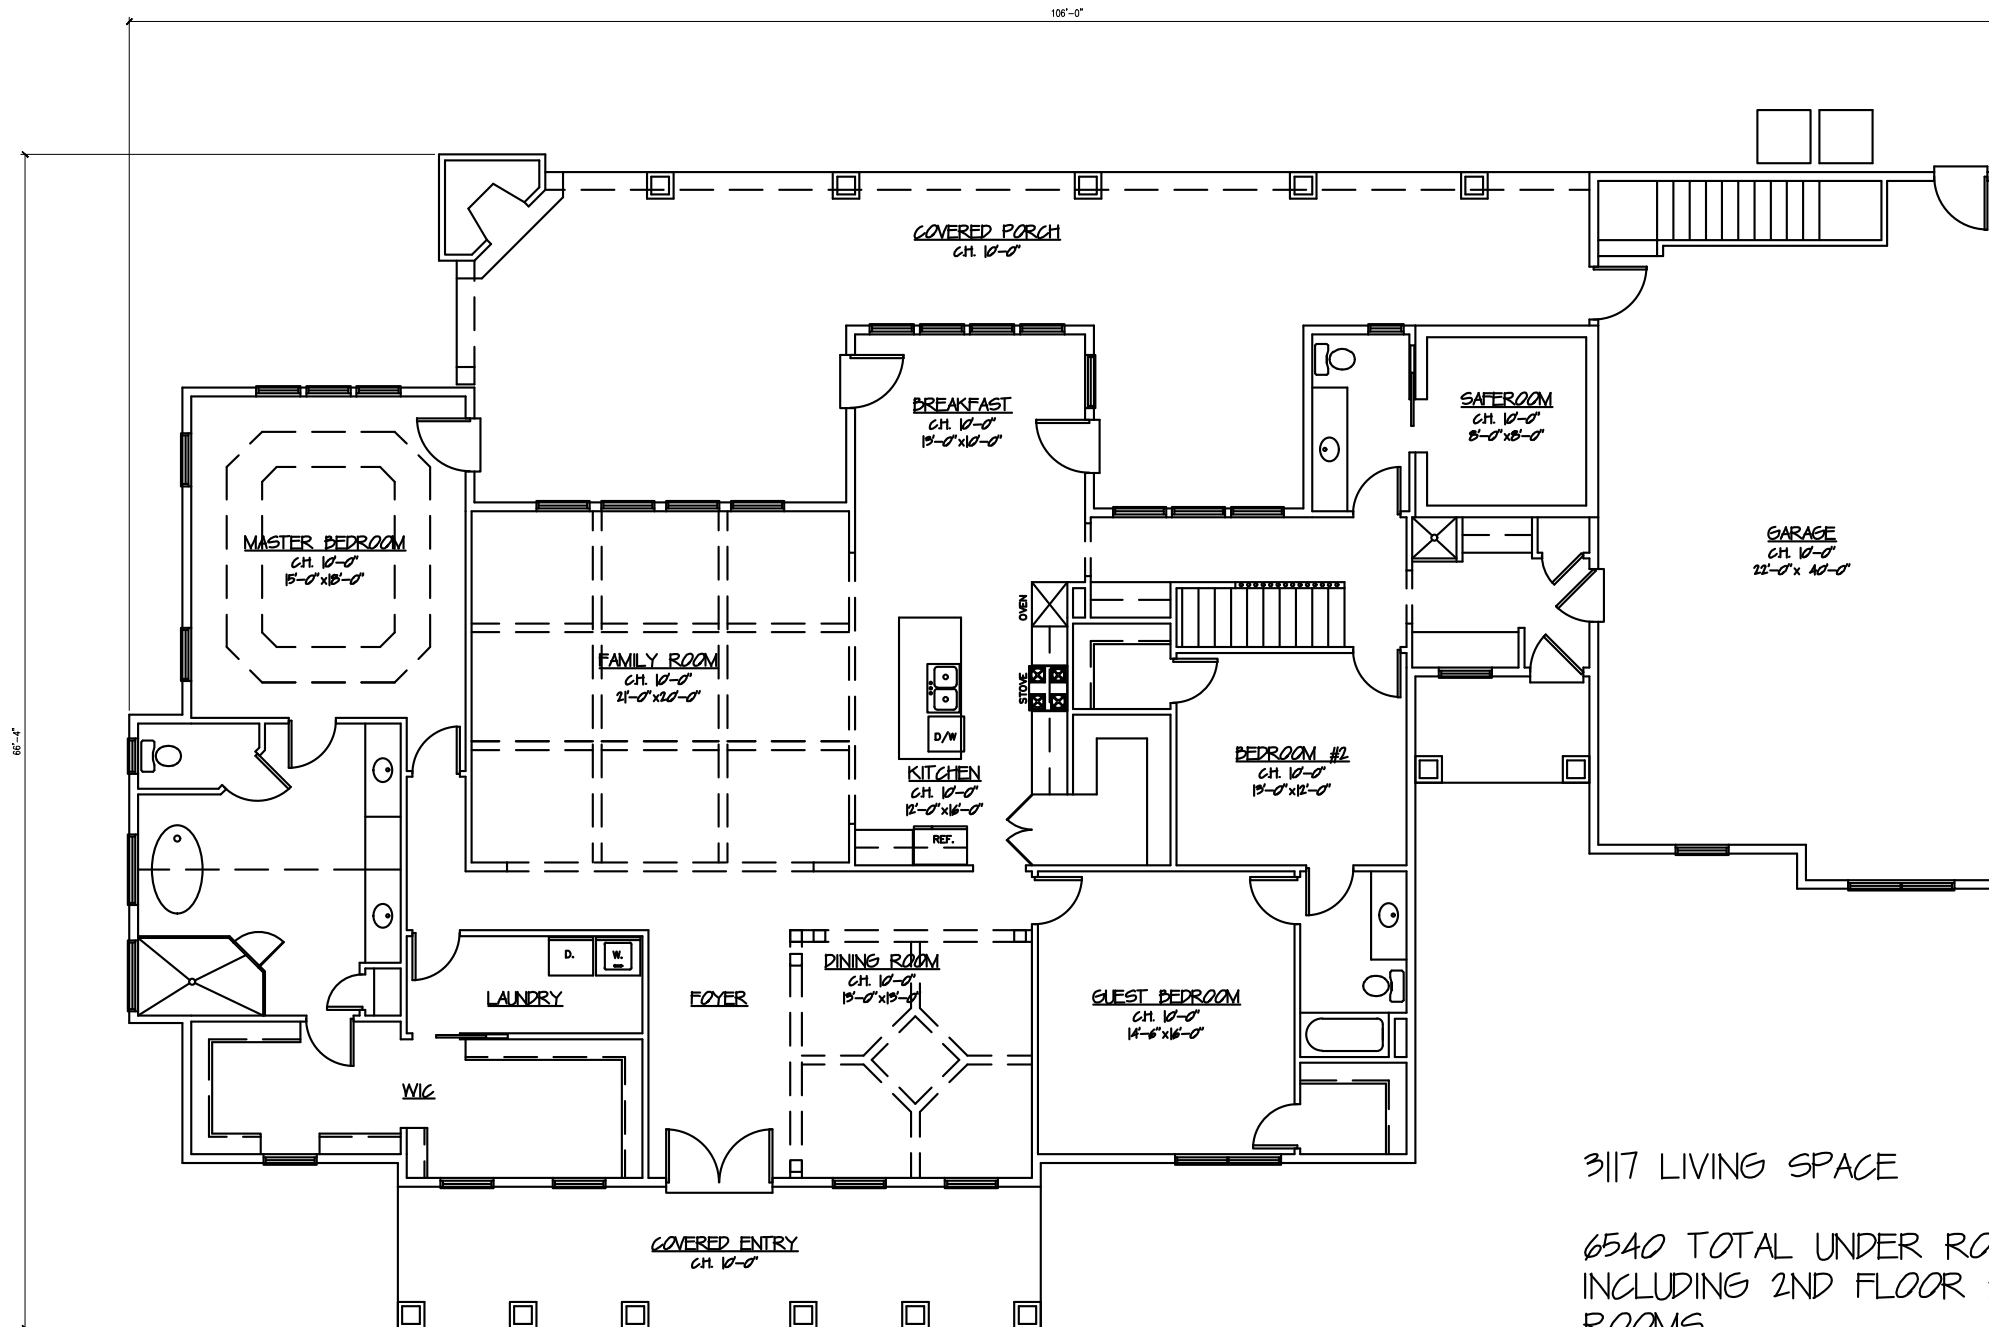 106'-0"
66'-4"
COVERED PORCH
C.H. 10'-0"
BREAKFAST
C.H. 10'-0"
13'-0"x10'-0"
SAFEROOM
C.H. 10'-0"
8'-0"x8'-0"
MASTER BEDROOM
C.H. 10'-0"
15'-0"x18'-0"
GARAGE
C.H. 10'-0"
22'-0"x 40'-0"
OVEN
FAMILY ROOM
C.H. 10'-0"
21'-0"x20'-0"
STOVE
D/W
KITCHEN
C.H. 10'-0"
12'-0"x16'-0"
BEDROOM #2
C.H. 10'-0"
13'-0"x12'-0"
REF.
D.
W.
LAUNDRY
FOYER
DINING ROOM
C.H. 10'-0"
13'-0"x13'-0"
GUEST BEDROOM
C.H. 10'-0"
14'-6"x16'-0"
WIC
COVERED ENTRY
C.H. 10'-0"
3117 LIVING SPACE
6540 TOTAL UNDER
INCLUDING 2ND FLOOR
ROOMS